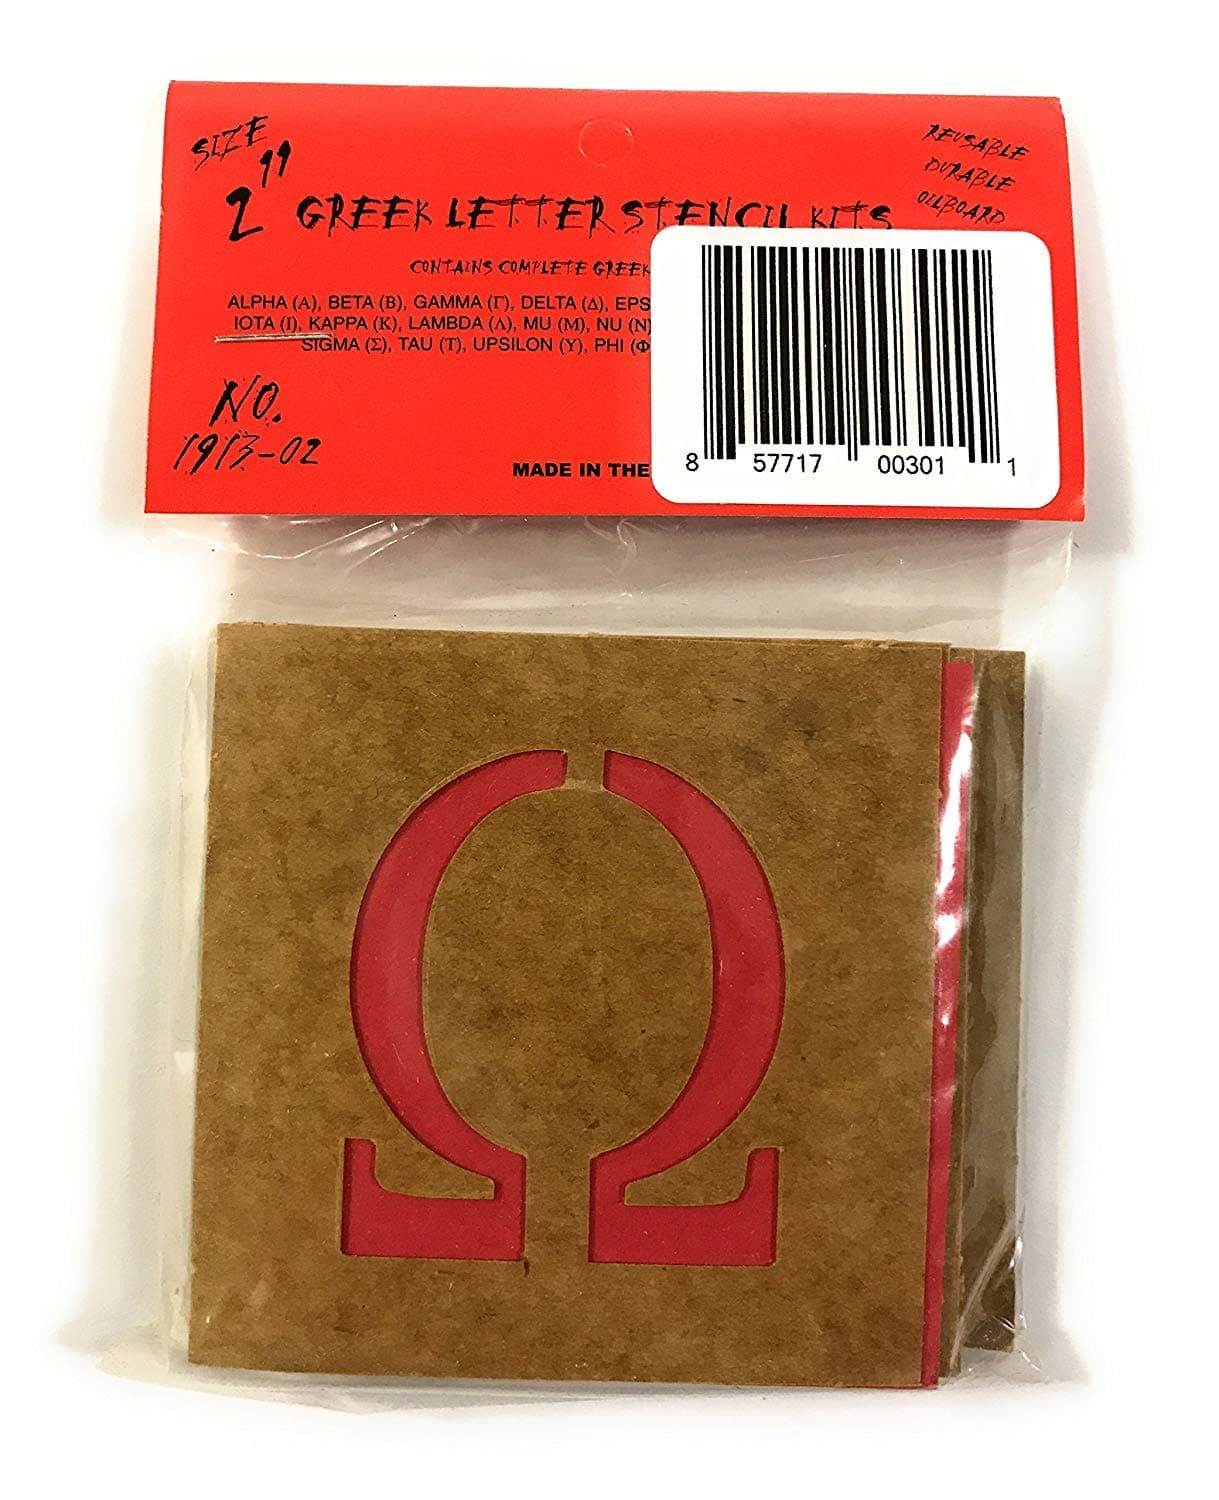 SIZE
2"
REUSABLE
DURABLE
OILBOARD
GREEK LETTER STENCIL KITS
CONTAINS COMPLETE GREEK
ALPHA (Α), BETA (Β), GAMMA (Γ), DELTA (Δ), EPS
IOTA (Ι), KAPPA (Κ), LAMBDA (Λ), MU (Μ), NU (Ν)
SIGMA (Σ), TAU (Τ), UPSILON (Υ), PHI (Φ
NO.
1913-02
MADE IN THE
8 57717 00301 1
Ω